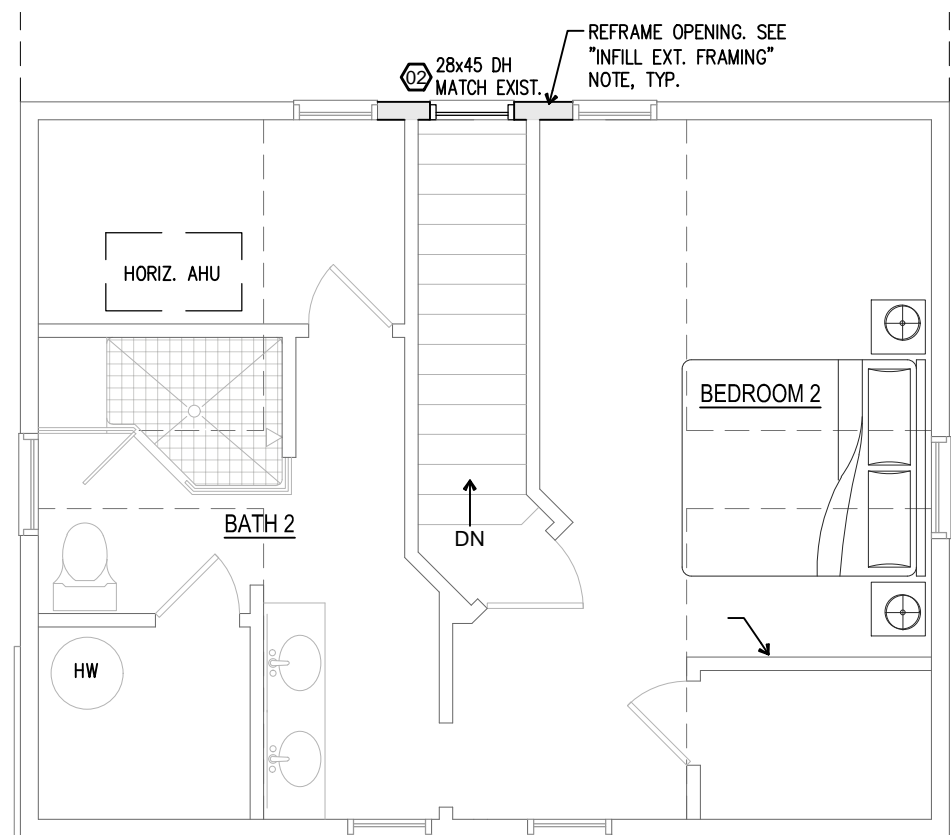 REFRAME OPENING. SEE
"INFILL EXT. FRAMING"
NOTE, TYP.
02
28x45 DH
MATCH EXIST.
HORIZ. AHU
BEDROOM 2
BATH 2
DN
HW